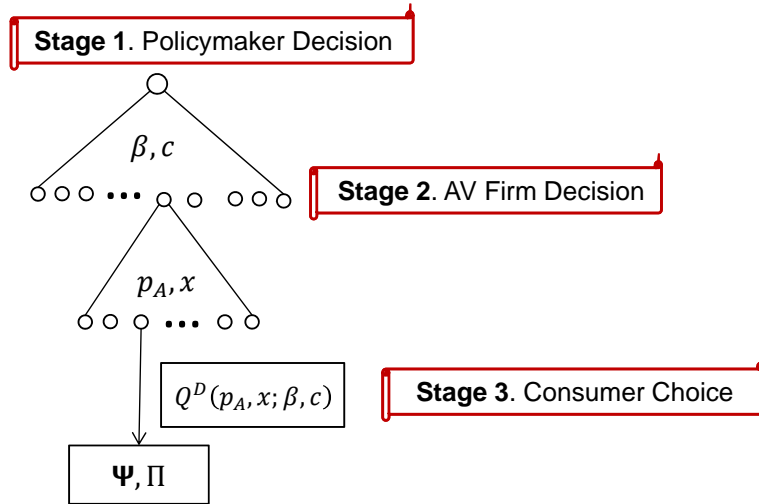 Stage 1. Policymaker Decision
β, c
Stage 2. AV Firm Decision
p_A, x
Q^D(p_A, x; β, c)
Stage 3. Consumer Choice
Ψ, Π